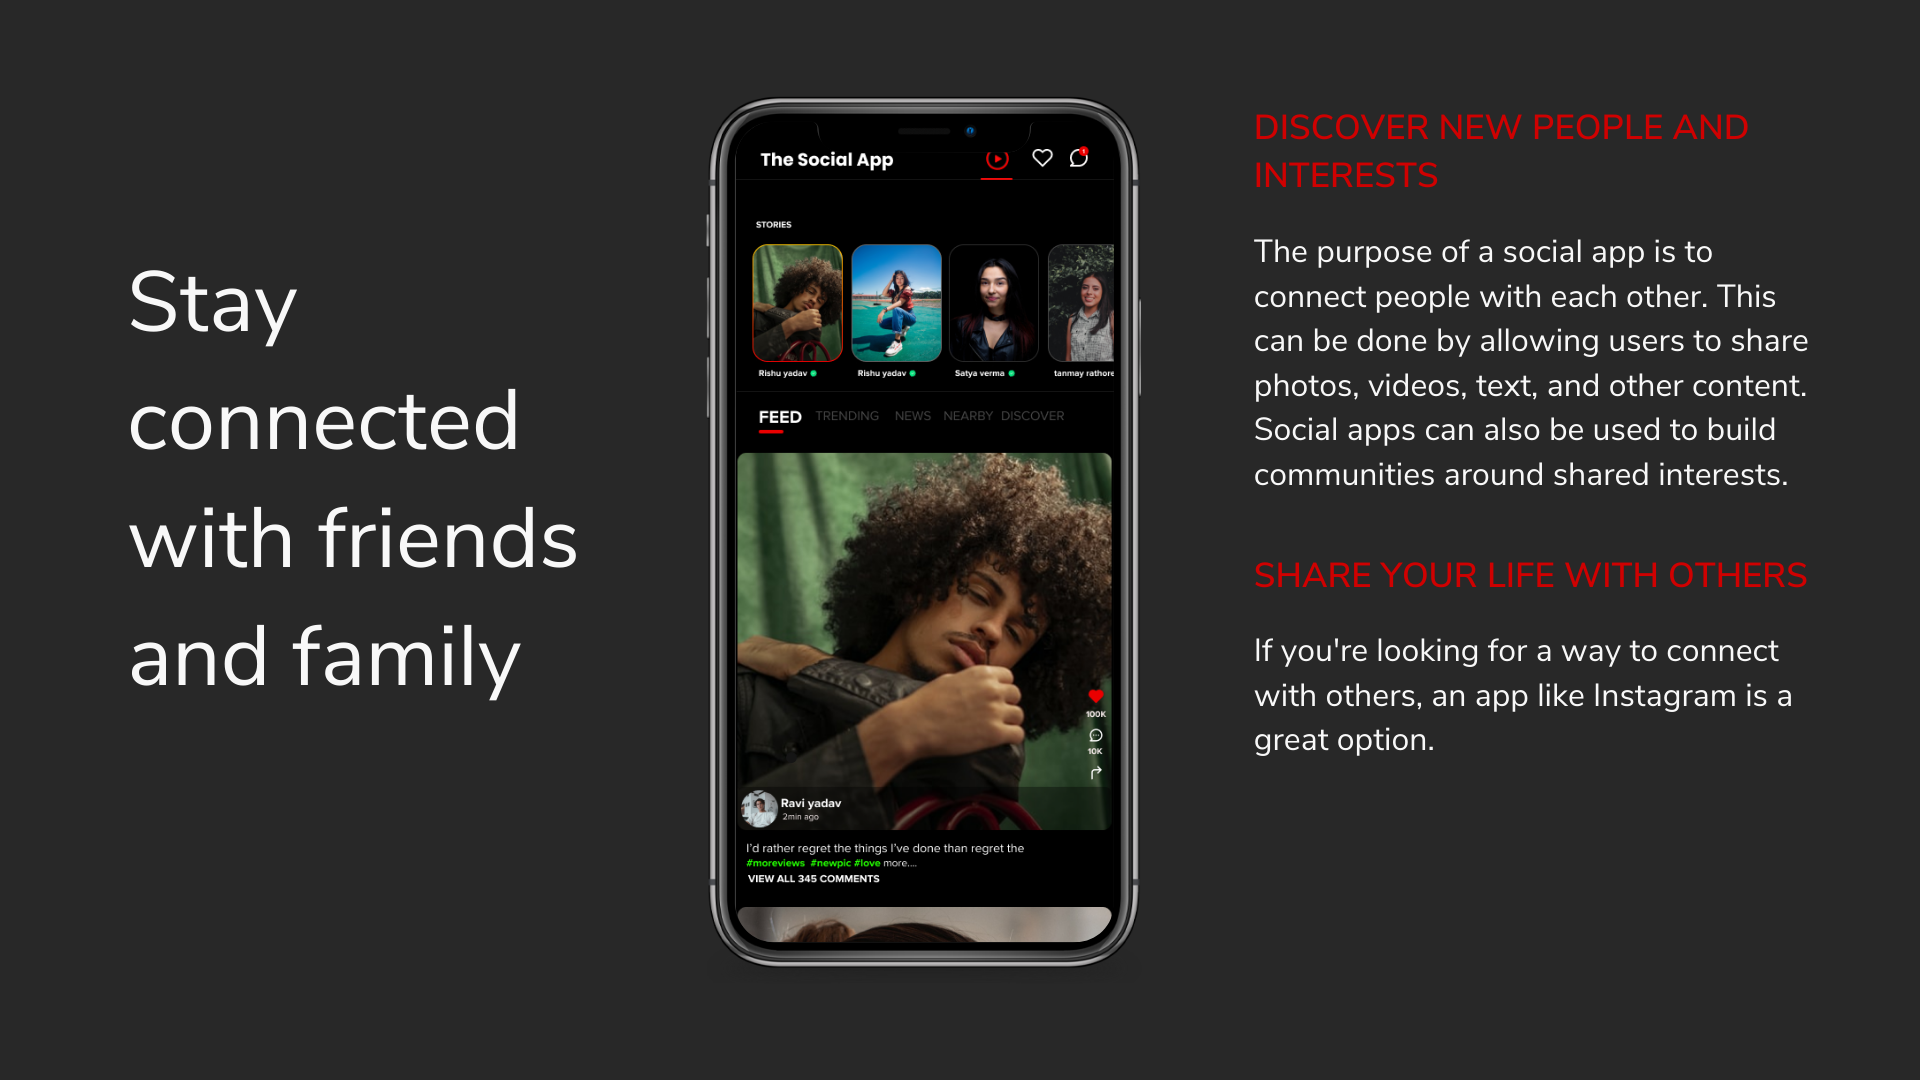 Stay
connected
with friends
and family
The Social App
1
STORIES
Rishu yadav
Rishu yadav
Satya verma
tanmay rathore
FEED TRENDING NEWS NEARBY DISCOVER
100K
10K
Ravi yadav
2min ago
I'd rather regret the things I've done than regret the
#moreviews #newpic #love more....
VIEW ALL 345 COMMENTS
DISCOVER NEW PEOPLE AND
INTERESTS
The purpose of a social app is to
connect people with each other. This
can be done by allowing users to share
photos, videos, text, and other content.
Social apps can also be used to build
communities around shared interests.
SHARE YOUR LIFE WITH OTHERS
If you're looking for a way to connect
with others, an app like Instagram is a
great option.